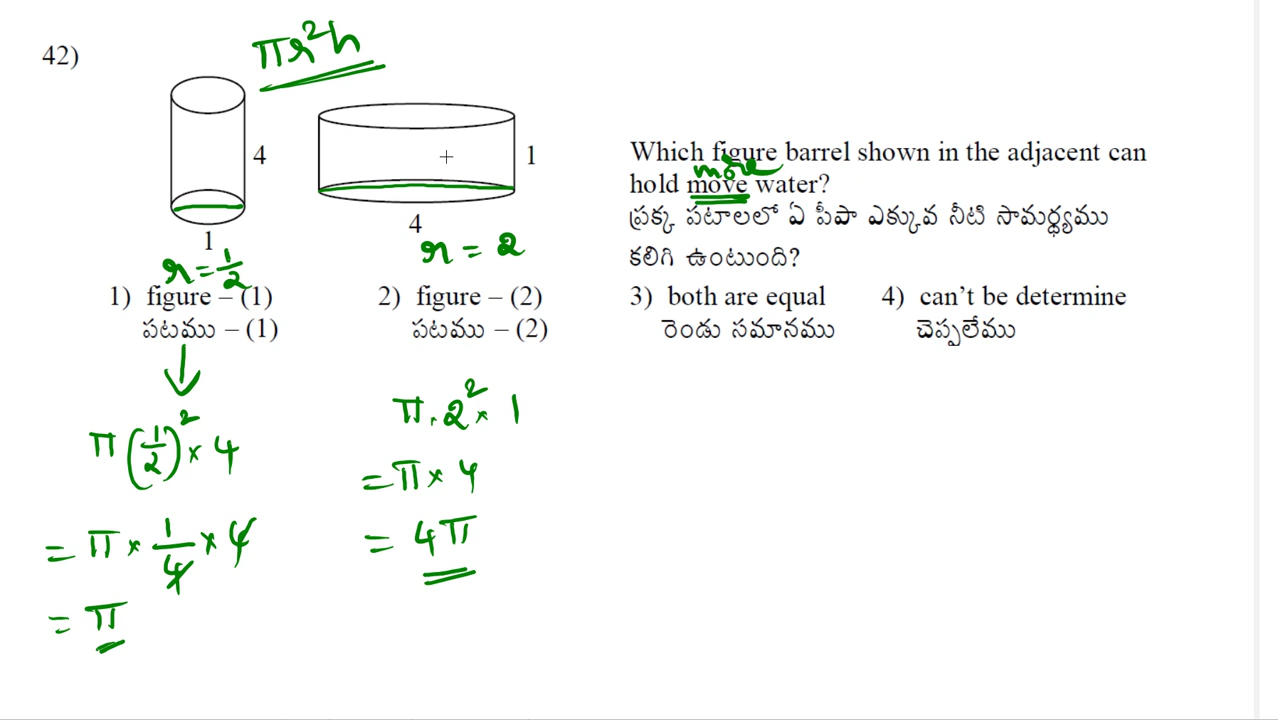 42)
πr²h
4
1
1
4
r = 1/2
r = 2
Which figure barrel shown in the adjacent can
more
hold move water?
ప్రక్క పటాలలో ఏ పీపా ఎక్కువ నీటి సామర్థ్యము
కలిగి ఉంటుంది?
1) figure – (1) 2) figure – (2) 3) both are equal 4) can’t be determine
పటము – (1) పటము – (2) రెండు సమానము చెప్పలేము
π(1/2)² × 4
= π × 1/4 × 4
= π
π . 2² × 1
= π × 4
= 4π